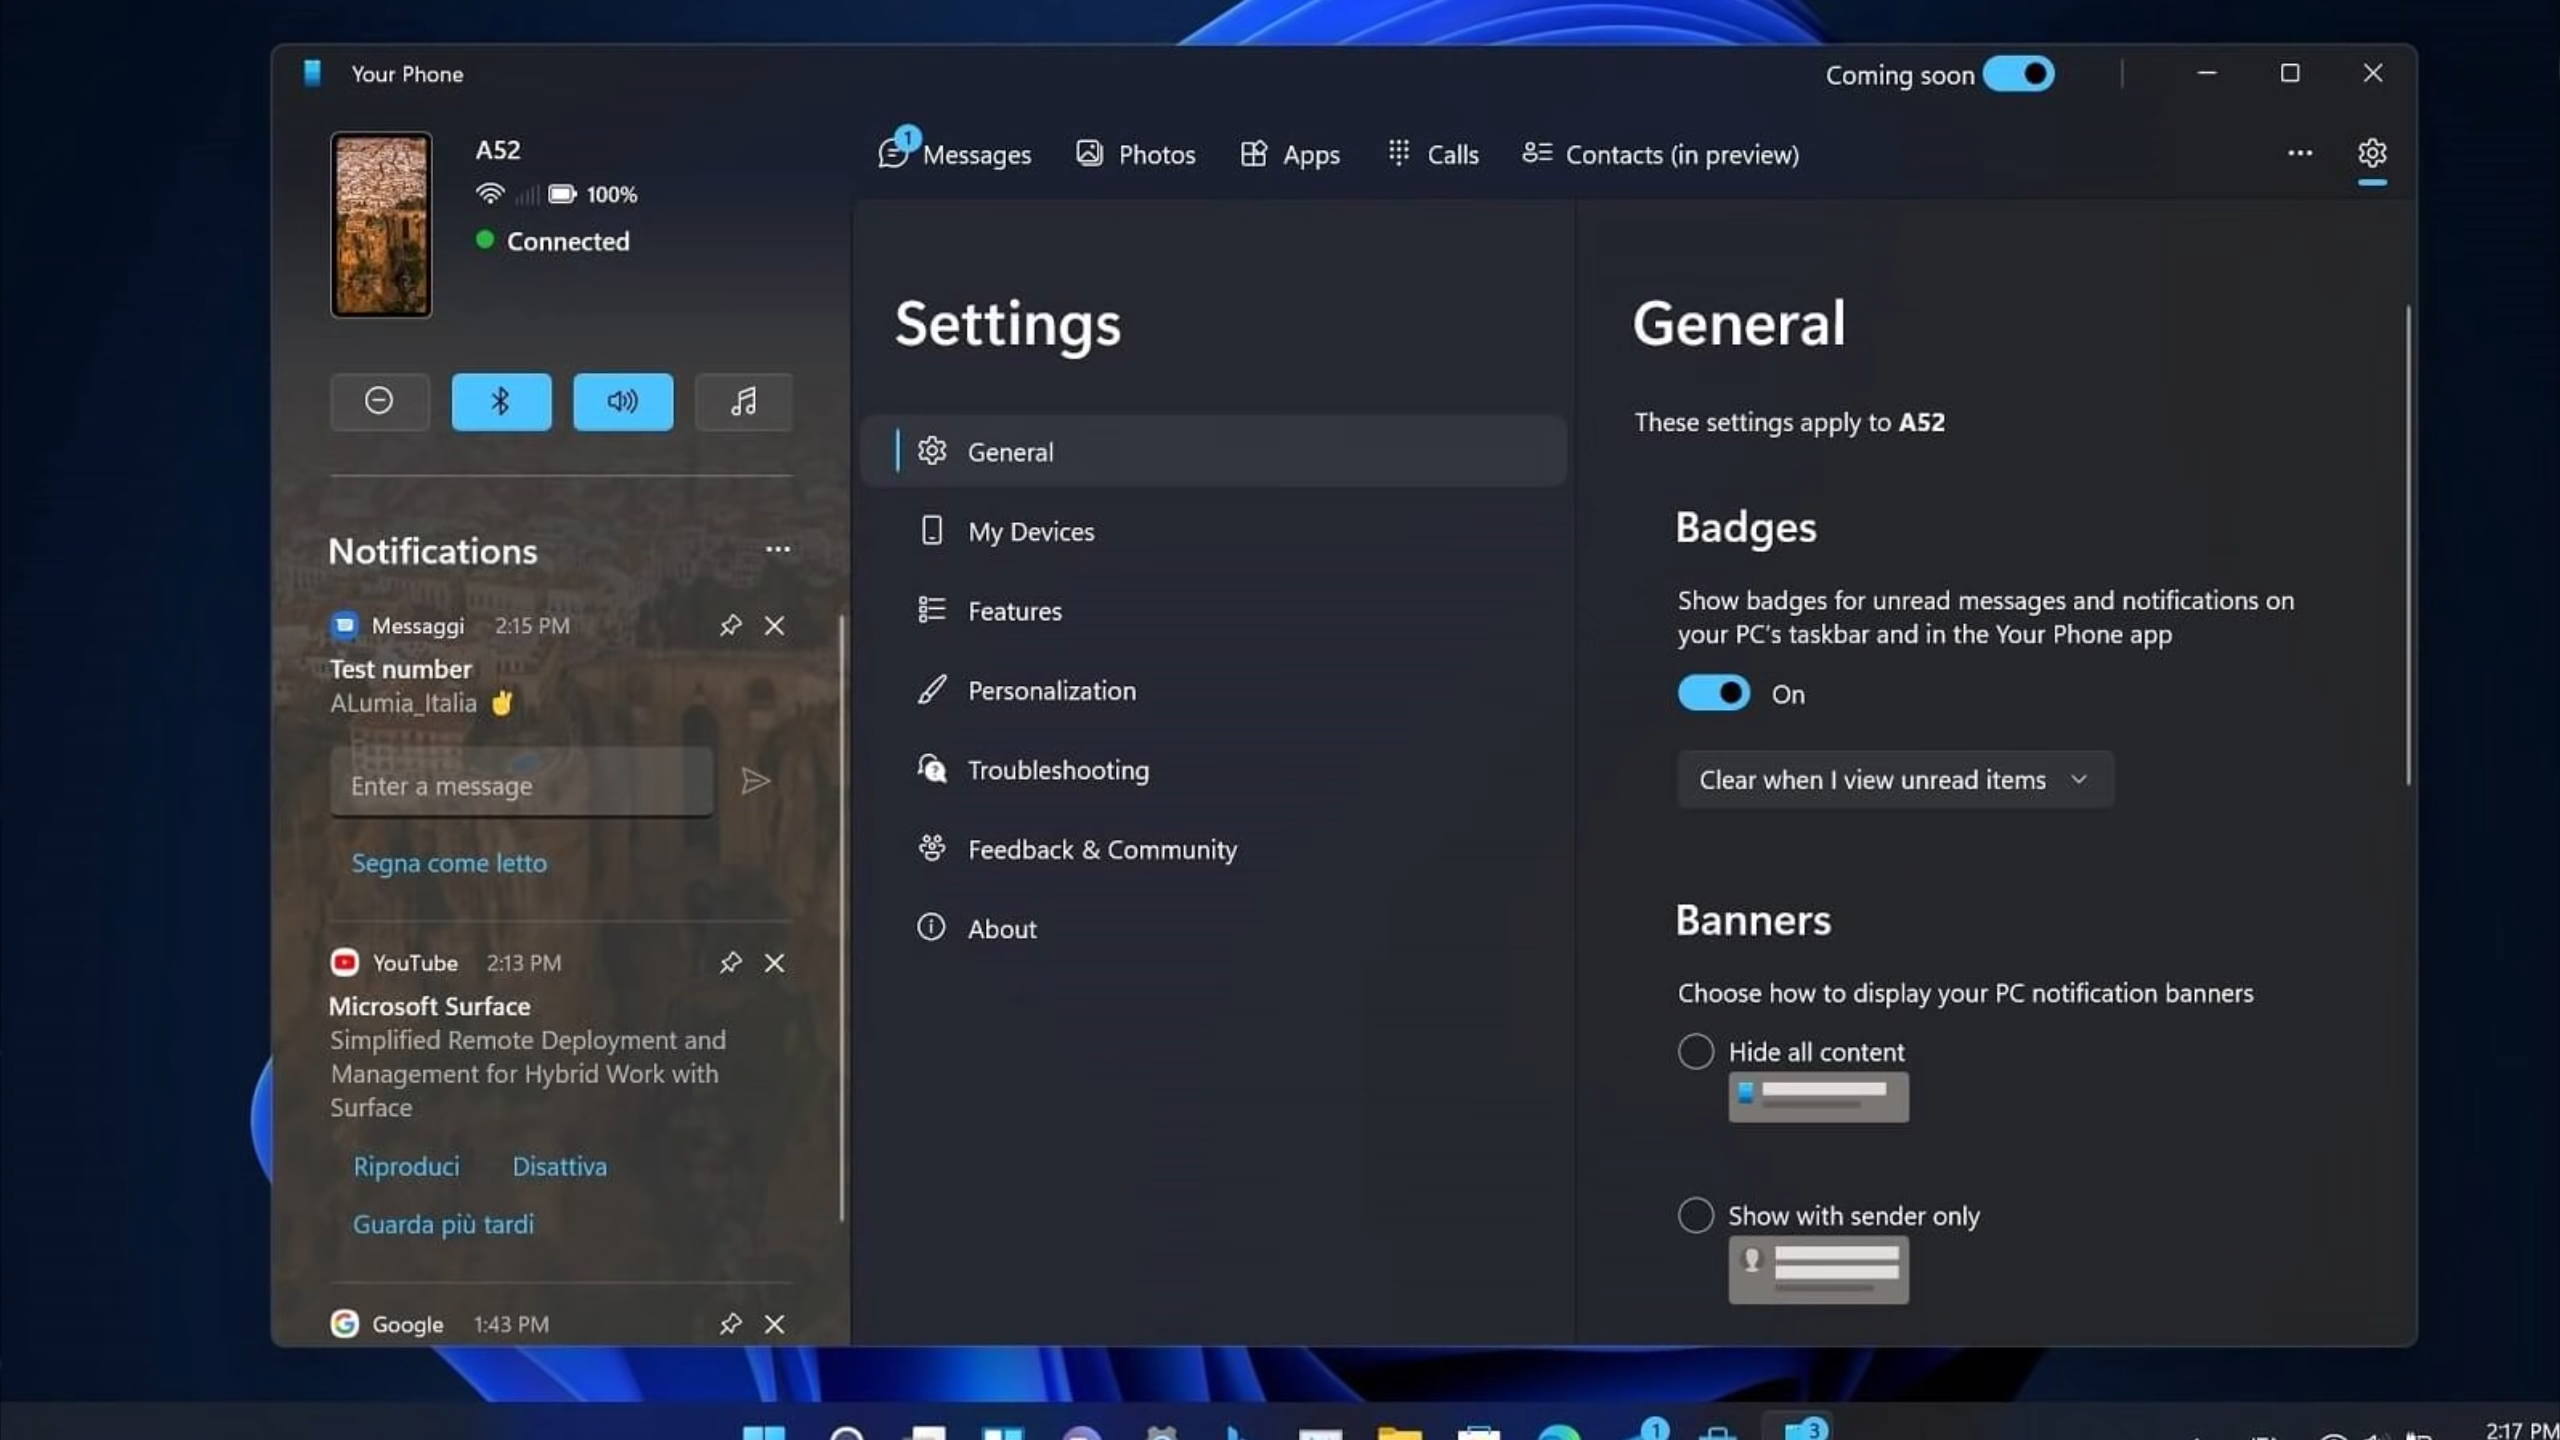 Your Phone
Coming soon
A52
100%
Connected
1
Messages
Photos
Apps
Calls
Contacts (in preview)
Notifications
Messaggi 2:15 PM
Test number
ALumia_Italia ✌
Enter a message
Segna come letto
YouTube 2:13 PM
Microsoft Surface
Simplified Remote Deployment and
Management for Hybrid Work with
Surface
Riproduci Disattiva
Guarda più tardi
Google 1:43 PM
Settings
General
My Devices
Features
Personalization
Troubleshooting
Feedback & Community
About
General
These settings apply to A52
Badges
Show badges for unread messages and notifications on
your PC's taskbar and in the Your Phone app
On
Clear when I view unread items
Banners
Choose how to display your PC notification banners
Hide all content
Show with sender only
1
3
2:17 PM